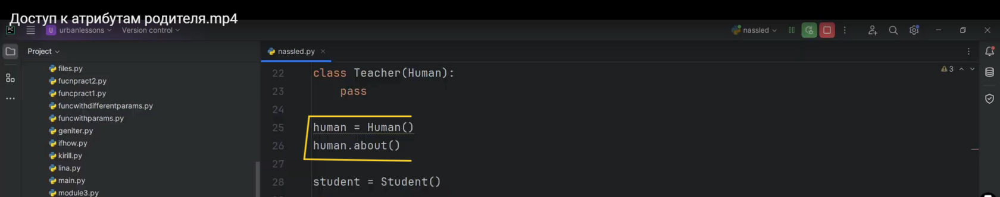 Доступ к атрибутам родителя.mp4
PC
U urbanlessons Version control
nassled
Project
nassled.py
files.py
fucnpract2.py
funcpract1.py
funcwithdifferentparams.py
funcwithparams.py
geniter.py
ifhow.py
kirill.py
lina.py
main.py
module3.py
22 class Teacher(Human):
23 pass
24
25 human = Human()
26 human.about()
27
28 student = Student()
3